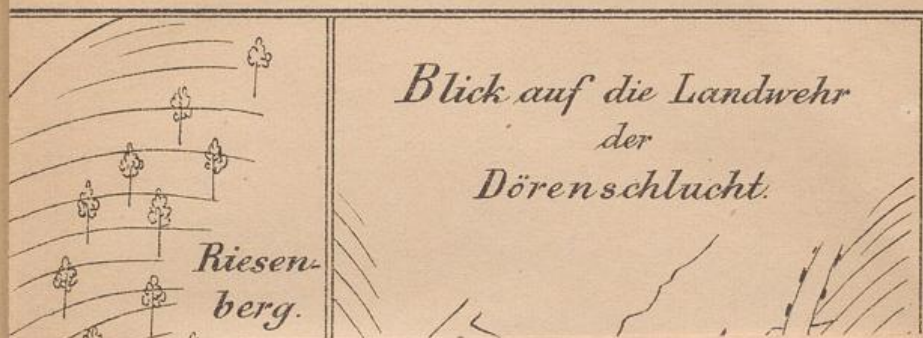 Riesen-
berg.
Blick auf die Landwehr
der
Dörenschlucht.